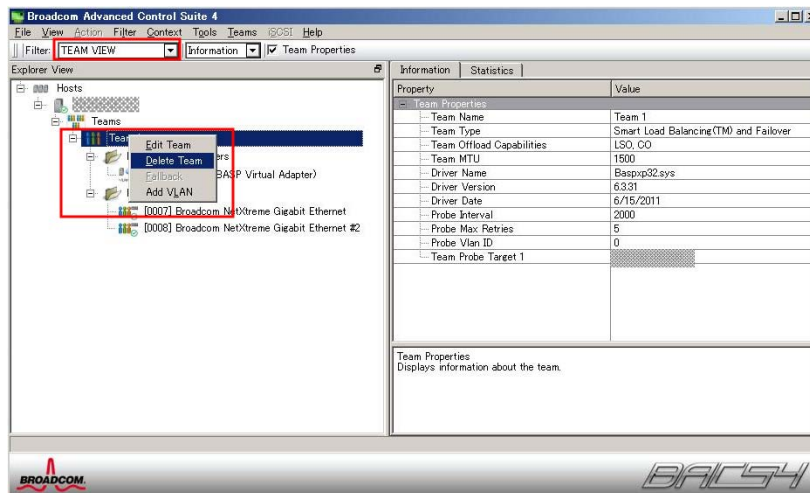 Broadcom Advanced Control Suite 4
File View Action Filter Context Tools Teams iSCSI Help
Filter: TEAM VIEW Information Team Properties
Explorer View
Hosts
Teams
Edit Team
Delete Team
Fallback
Add VLAN
BASP Virtual Adapter)
[0007] Broadcom NetXtreme Gigabit Ethernet
[0008] Broadcom NetXtreme Gigabit Ethernet #2
Information Statistics
Property Value
Team Properties
Team Name Team 1
Team Type Smart Load Balancing(TM) and Failover
Team Offload Capabilities LSO, CO
Team MTU 1500
Driver Name Baspxp32.sys
Driver Version 6.3.31
Driver Date 6/15/2011
Probe Interval 2000
Probe Max Retries 5
Probe Vlan ID 0
Team Probe Target 1
Team Properties
Displays information about the team.
BROADCOM.
BACS4